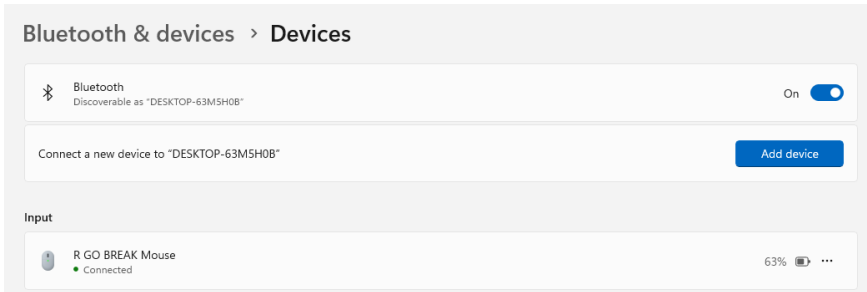 Bluetooth & devices > Devices
Bluetooth
Discoverable as "DESKTOP-63M5H0B"
On
Connect a new device to “DESKTOP-63M5H0B”
Add device
Input
R GO BREAK Mouse
Connected
63%